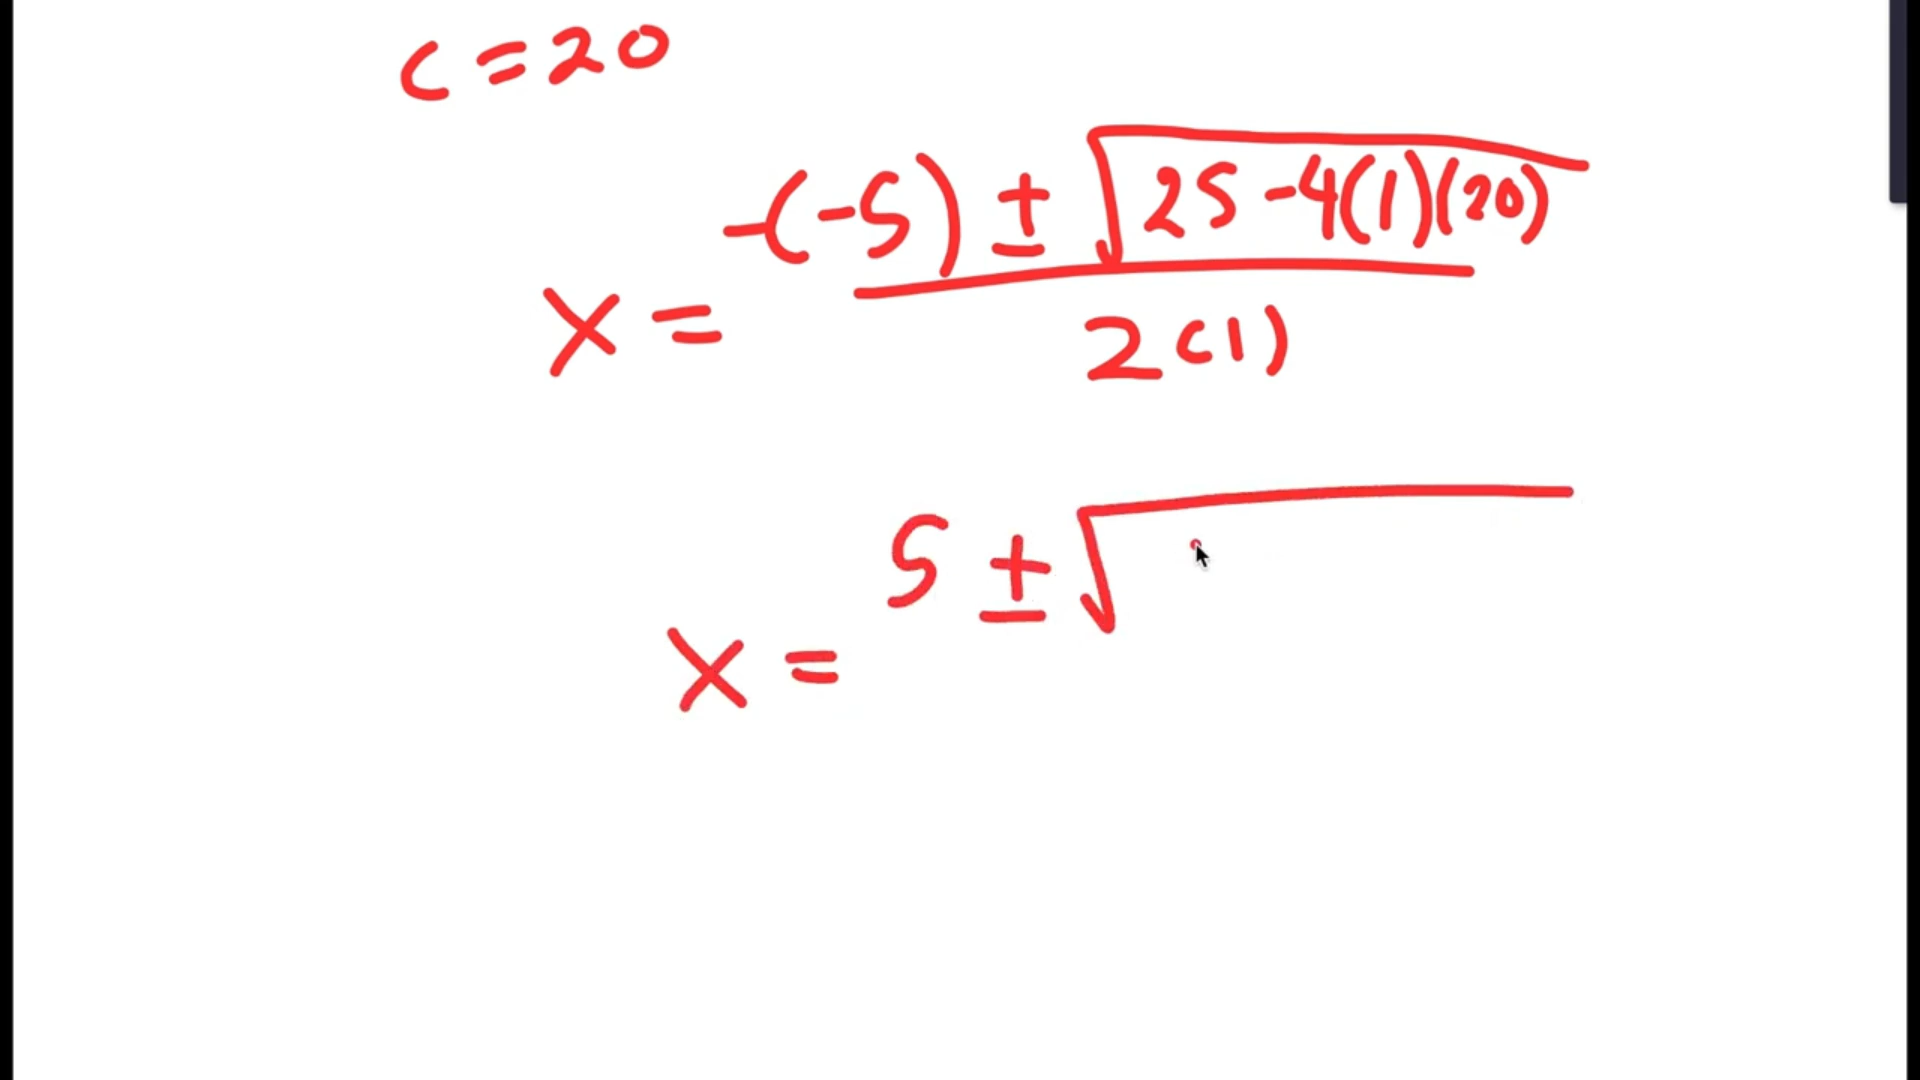 c = 20
x = -(-5) ± √25 - 4(1)(20) / 2(1)
x = 5 ± √